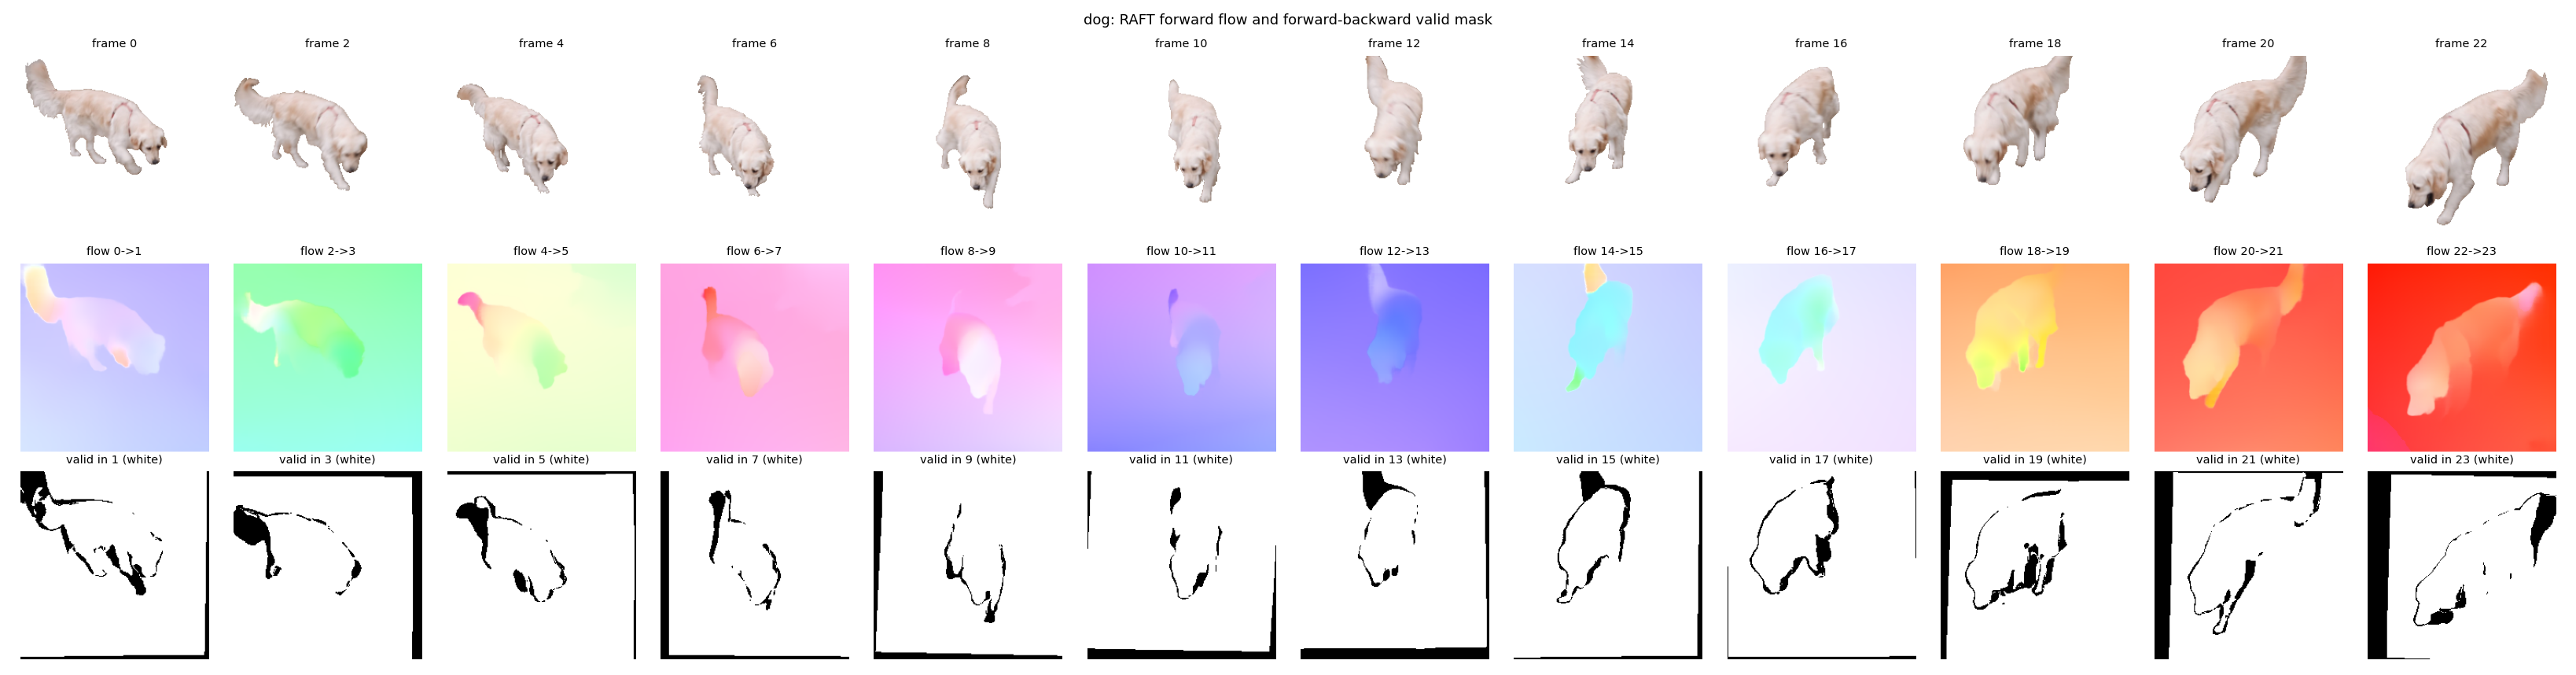 dog: RAFT forward flow and forward-backward valid mask
frame 0 frame 2 frame 4 frame 6 frame 8 frame 10 frame 12 frame 14 frame 16 frame 18 frame 20 frame 22
flow 0->1 flow 2->3 flow 4->5 flow 6->7 flow 8->9 flow 10->11 flow 12->13 flow 14->15 flow 16->17 flow 18->19 flow 20->21 flow 22->23
valid in 1 (white) valid in 3 (white) valid in 5 (white) valid in 7 (white) valid in 9 (white) valid in 11 (white) valid in 13 (white) valid in 15 (white) valid in 17 (white) valid in 19 (white) valid in 21 (white) valid in 23 (white)